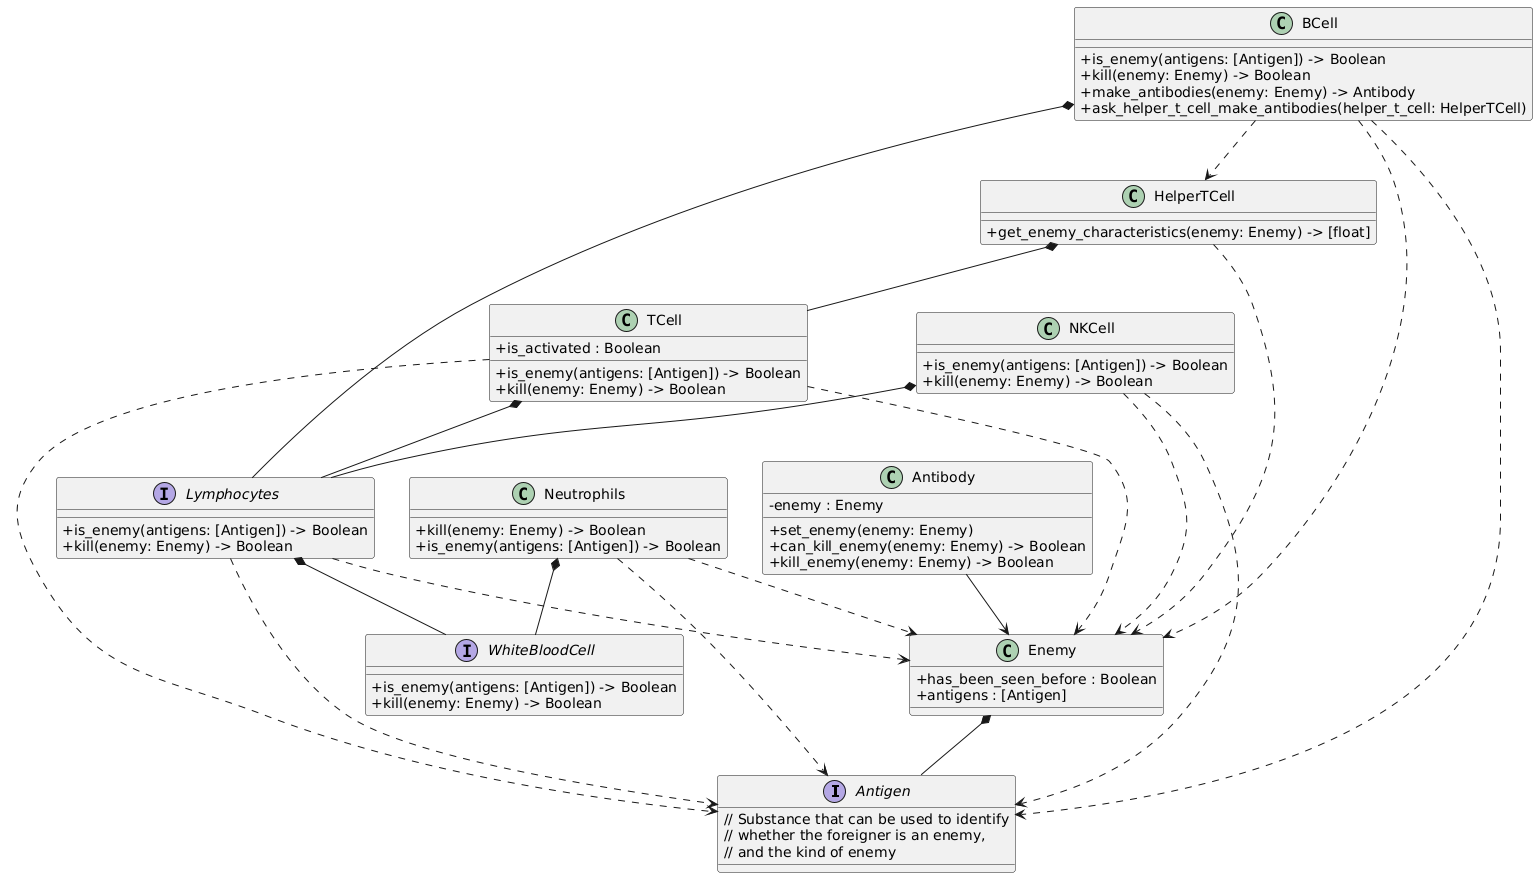 C BCell
+is_enemy(antigens: [Antigen]) -> Boolean
+kill(enemy: Enemy) -> Boolean
+make_antibodies(enemy: Enemy) -> Antibody
+ask_helper_t_cell_make_antibodies(helper_t_cell: HelperTCell)
C HelperTCell
+get_enemy_characteristics(enemy: Enemy) -> [float]
C TCell
+is_activated : Boolean
+is_enemy(antigens: [Antigen]) -> Boolean
+kill(enemy: Enemy) -> Boolean
C NKCell
+is_enemy(antigens: [Antigen]) -> Boolean
+kill(enemy: Enemy) -> Boolean
I Lymphocytes
+is_enemy(antigens: [Antigen]) -> Boolean
+kill(enemy: Enemy) -> Boolean
C Neutrophils
+kill(enemy: Enemy) -> Boolean
+is_enemy(antigens: [Antigen]) -> Boolean
C Antibody
-enemy : Enemy
+set_enemy(enemy: Enemy)
+can_kill_enemy(enemy: Enemy) -> Boolean
+kill_enemy(enemy: Enemy) -> Boolean
I WhiteBloodCell
+is_enemy(antigens: [Antigen]) -> Boolean
+kill(enemy: Enemy) -> Boolean
C Enemy
+has_been_seen_before : Boolean
+antigens : [Antigen]
I Antigen
// Substance that can be used to identify
// whether the foreigner is an enemy,
// and the kind of enemy